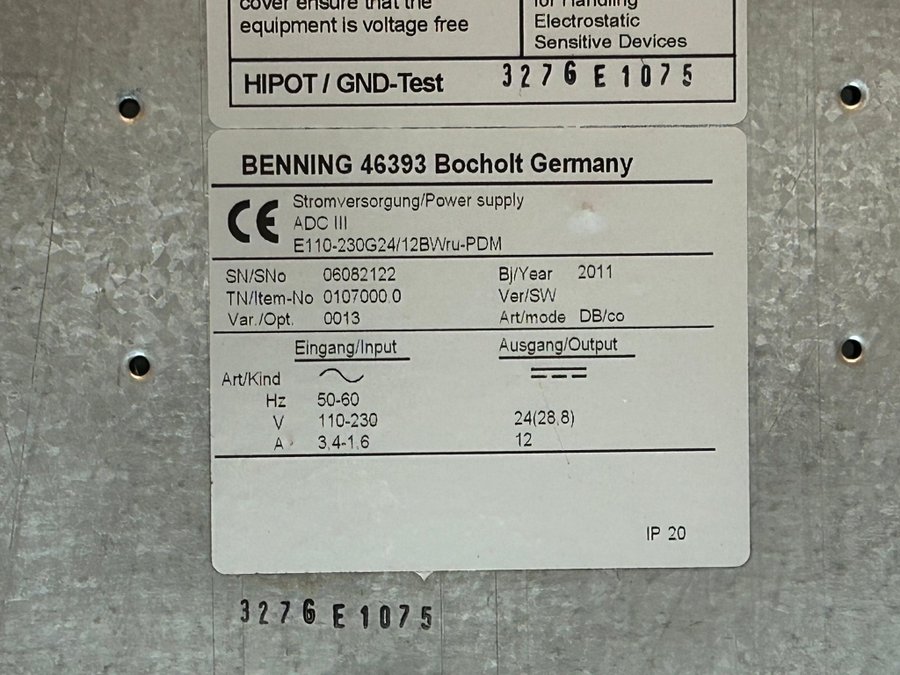 cover ensure that the
equipment is voltage free
for Handling
Electrostatic
Sensitive Devices
HIPOT / GND-Test 3276 E 1075
BENNING 46393 Bocholt Germany
CE Stromversorgung/Power supply
ADC III
E110-230G24/12BWru-PDM
SN/SNo 06082122 Bj/Year 2011
TN/Item-No 0107000.0 Ver/SW
Var./Opt. 0013 Art/mode DB/co
Eingang/Input Ausgang/Output
Art/Kind
Hz 50-60
V 110-230 24(28,8)
A 3,4-1,6 12
IP 20
3276 E 1075